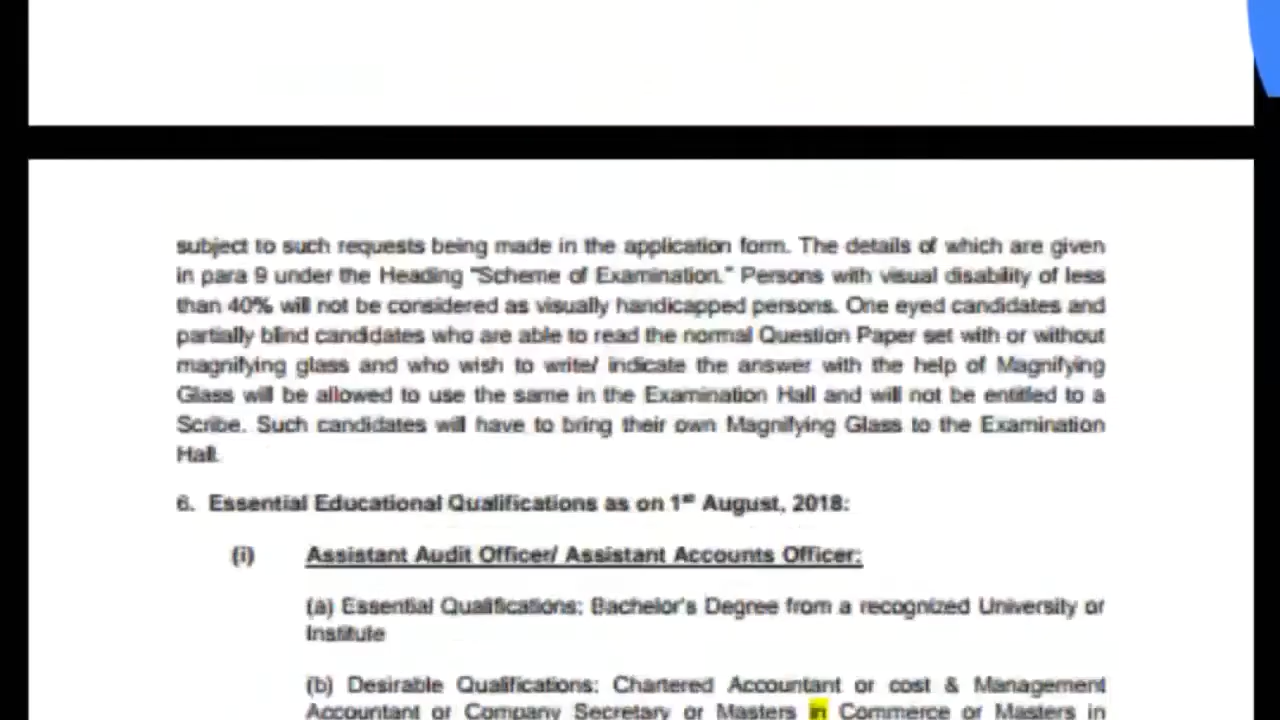 subject to such requests being made in the application form. The details of which are given
in para 9 under the Heading "Scheme of Examination." Persons with visual disability of less
than 40% will not be considered as visually handicapped persons. One eyed candidates and
partially blind candidates who are able to read the normal Question Paper set with or without
magnifying glass and who wish to write/ indicate the answer with the help of Magnifying
Glass will be allowed to use the same in the Examination Hall and will not be entitled to a
Scribe. Such candidates will have to bring their own Magnifying Glass to the Examination
Hall.
6. Essential Educational Qualifications as on 1st August, 2018:
(i) Assistant Audit Officer/ Assistant Accounts Officer:
(a) Essential Qualifications: Bachelor's Degree from a recognized University or
Institute
(b) Desirable Qualifications: Chartered Accountant or cost & Management
Accountant or Company Secretary or Masters in Commerce or Masters in